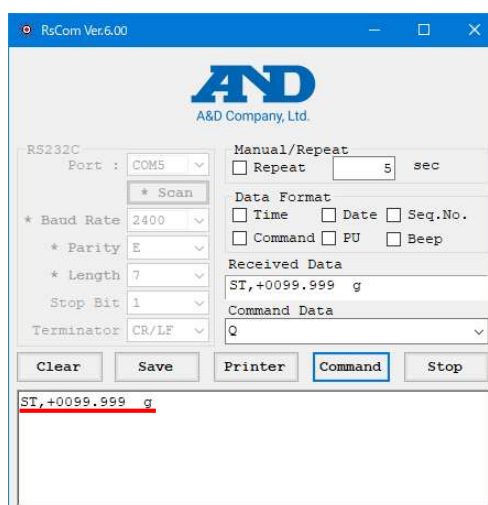 RsCom Ver.6.00
AND
A&D Company, Ltd.
RS232C
Port : COM5
* Scan
* Baud Rate 2400
* Parity E
* Length 7
Stop Bit 1
Terminator CR/LF
Manual/Repeat
Repeat 5 sec
Data Format
Time Date Seq.No.
Command PU Beep
Received Data
ST,+0099.999 g
Command Data
Q
Clear Save Printer Command Stop
ST,+0099.999 g